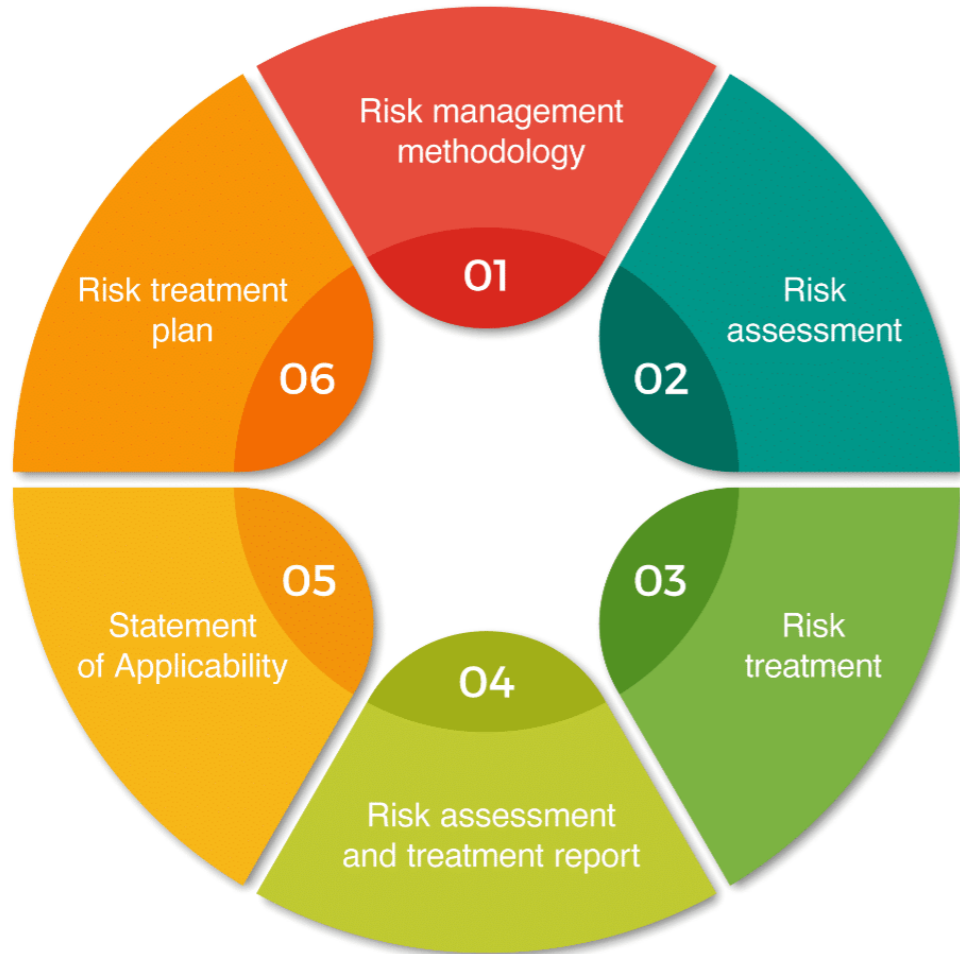 Risk management
methodology
01
Risk
assessment
02
Risk
treatment
03
04
Risk assessment
and treatment report
05
Statement
of Applicability
Risk treatment
plan
06